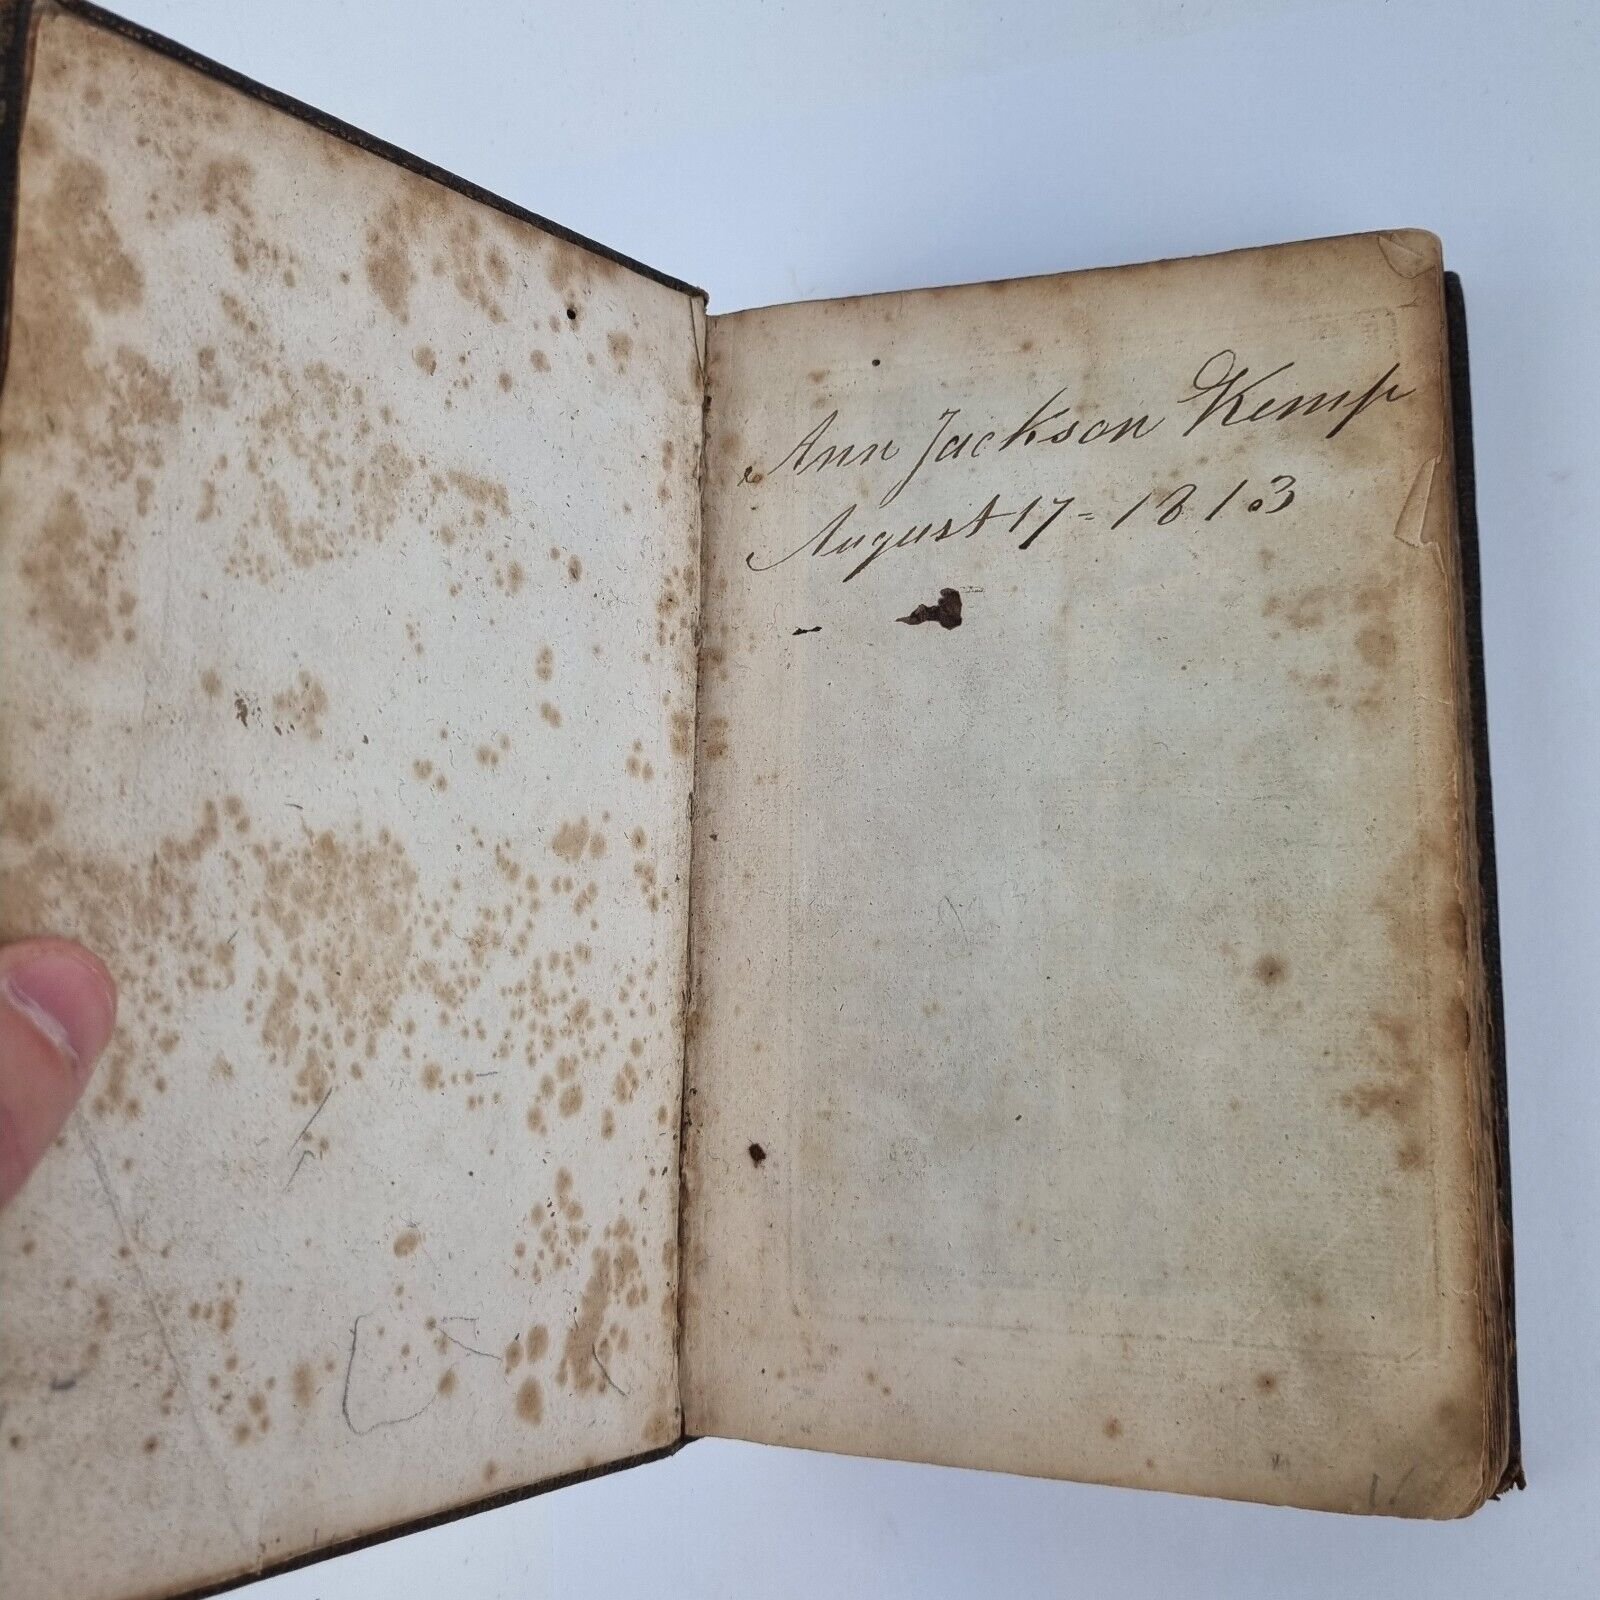 Ann Jackson Kemp
August 17 = 1813